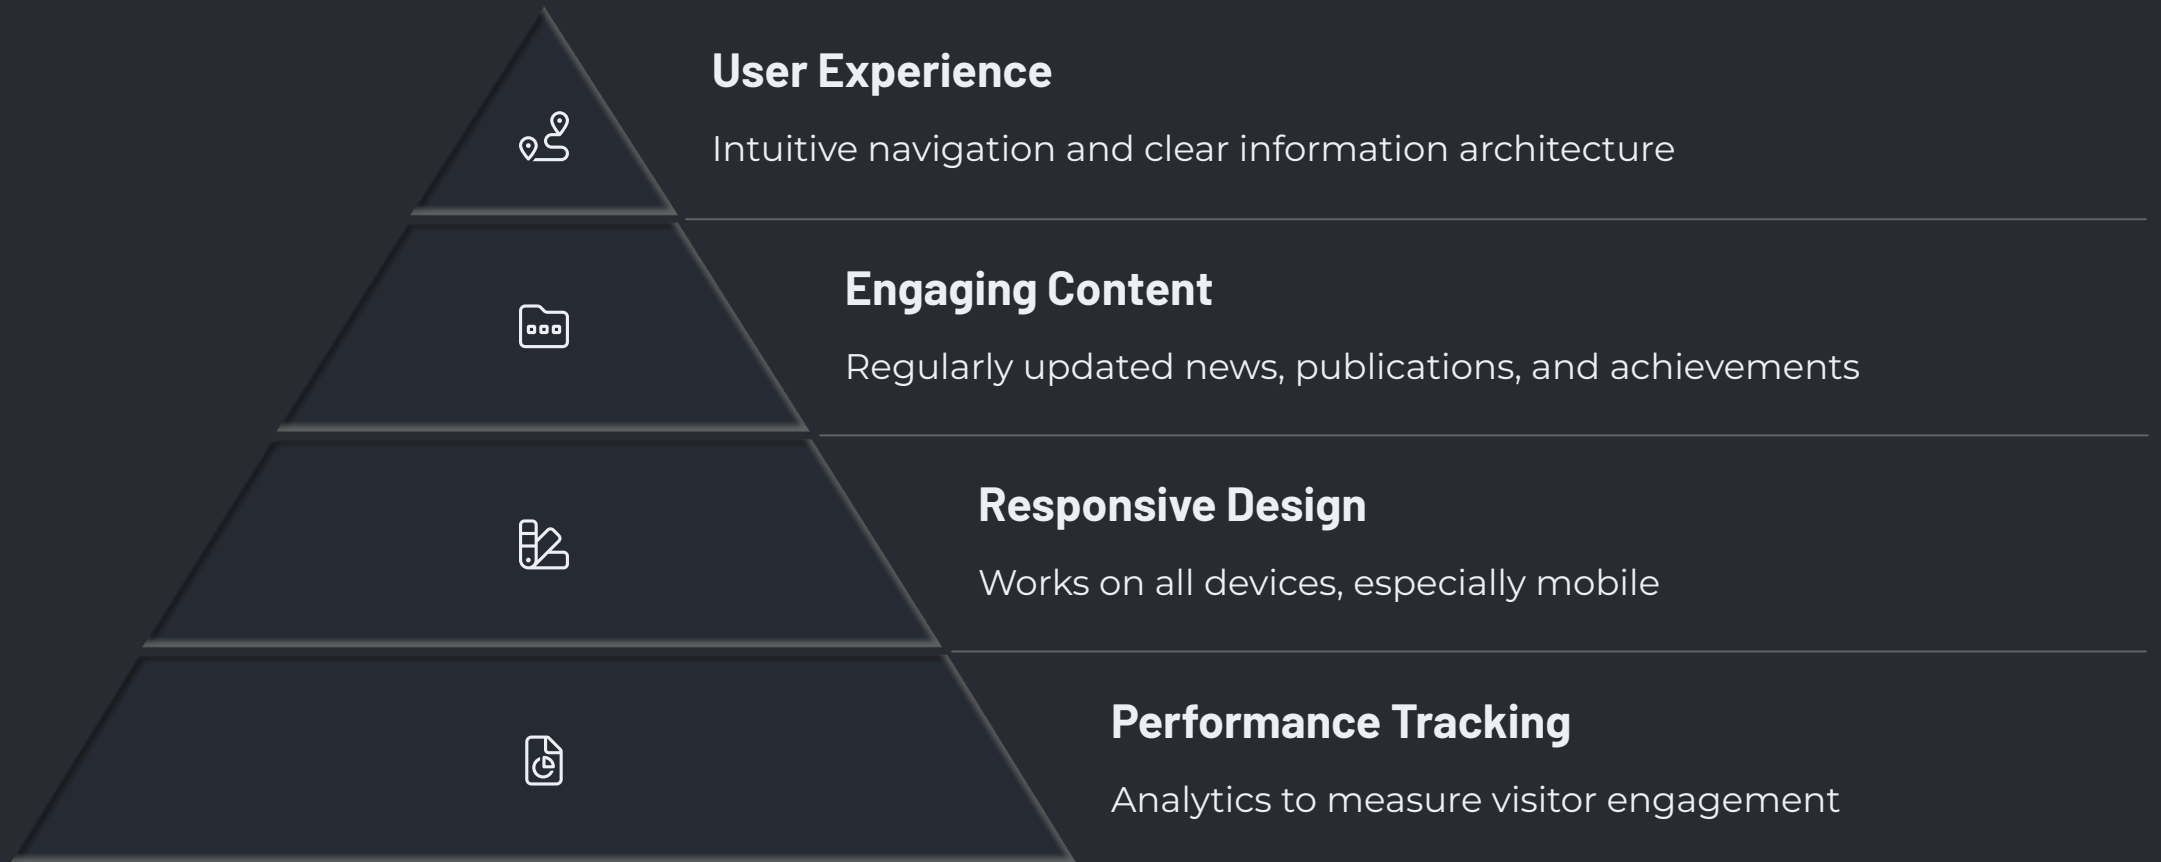 User Experience
Intuitive navigation and clear information architecture
Engaging Content
Regularly updated news, publications, and achievements
Responsive Design
Works on all devices, especially mobile
Performance Tracking
Analytics to measure visitor engagement